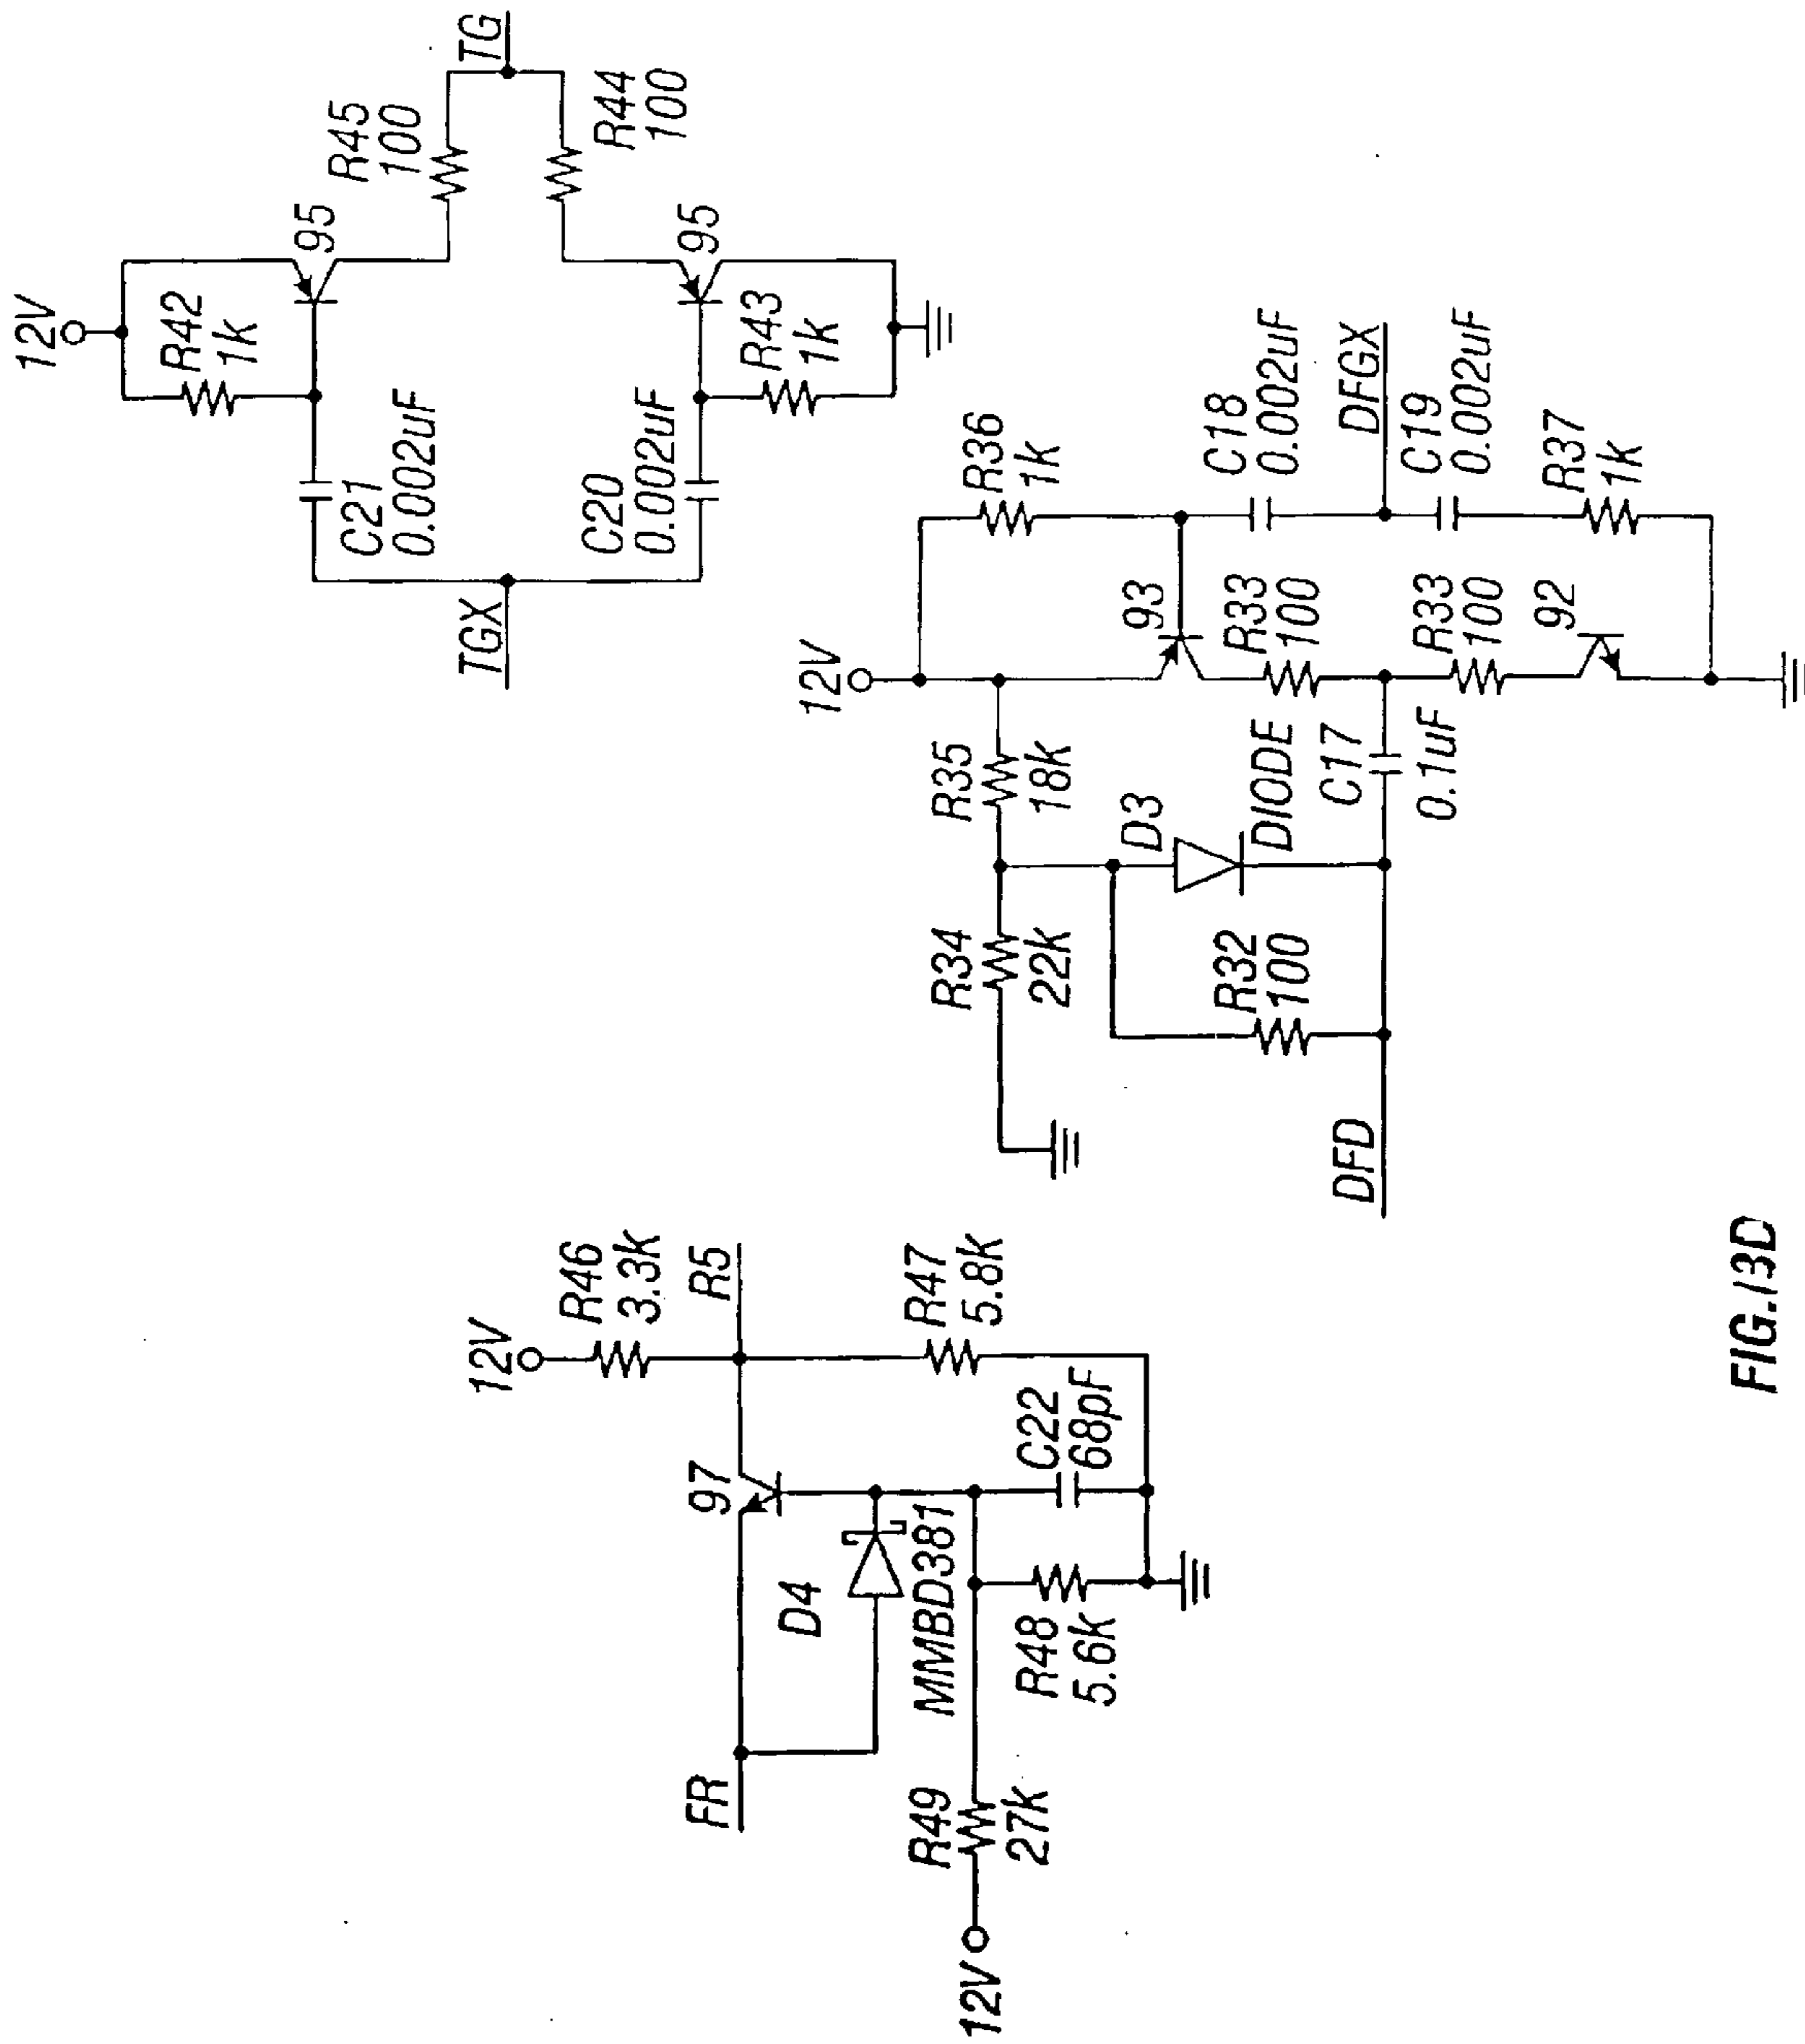 12V
R42
1k
95
R45
100
TG
C21
0.002uF
TGX
C20
0.002uF
95
R44
100
R43
1k
12V
R46
3.3K
R5
97
FR
D4
MMBD381
R47
5.8k
C22
68pF
R48
5.6k
R49
27K
12V
12V
R36
1k
R35
18k
R34
22k
93
C18
0.002uF
D3
DIODE
R33
100
R32
100
DFGX
C17
0.1uF
R33
100
C19
0.002uF
92
R37
1k
DFD
FIG.13D